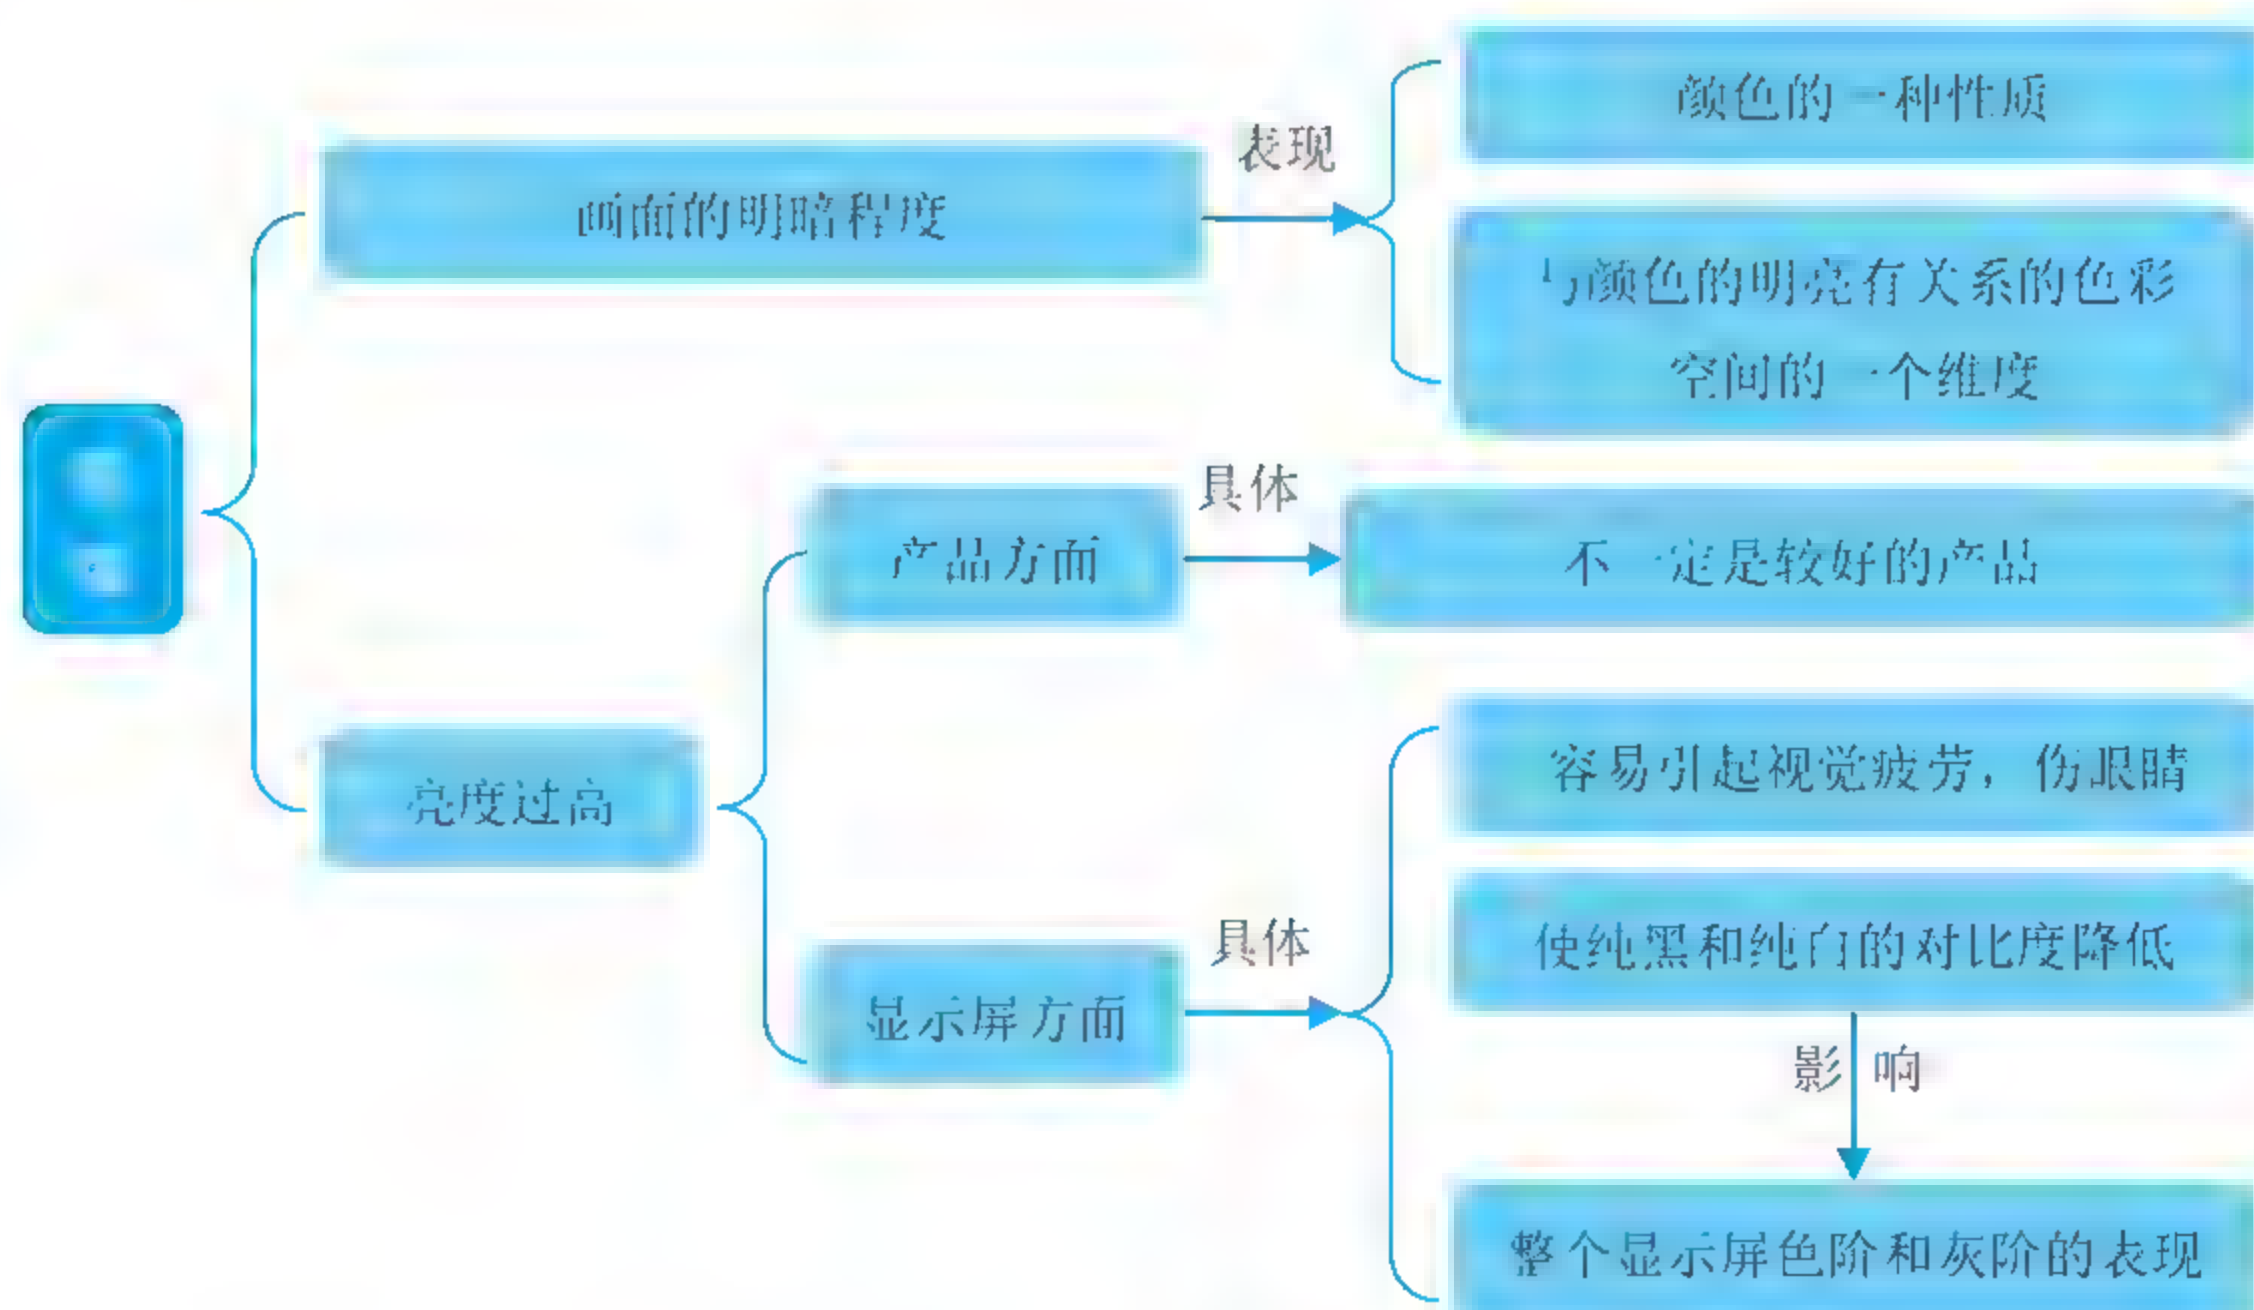 颜色的一种性质
表现
画面的明暗程度
与颜色的明亮有关系的色彩
空间的一个维度
具体
产品方面
不一定是较好的产品
容易引起视觉疲劳，伤眼睛
亮度过高
使纯黑和纯白的对比度降低
具体
显示屏方面
影响
整个显示屏色阶和灰阶的表现